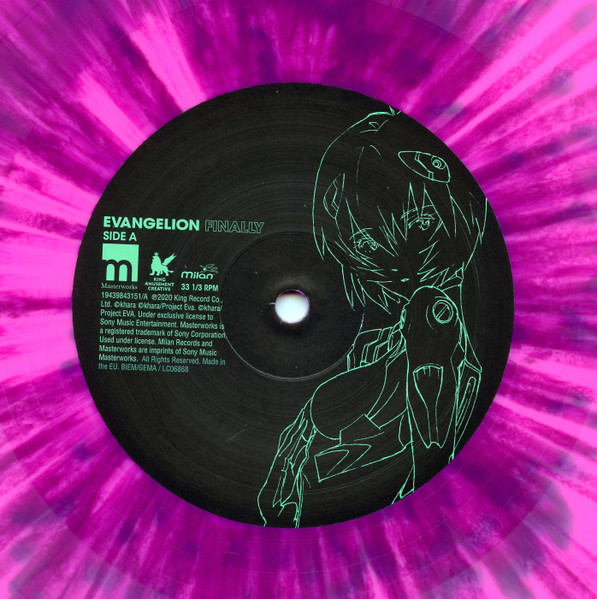 EVANGELION FINALLY
SIDE A
m
Masterworks
KING
AMUSEMENT
CREATIVE
milan
33 1/3 RPM
19439843151/A ℗2020 King Record Co.,
Ltd. ©khara ©khara/Project Eva. ©khara/
Project EVA. Under exclusive license to
Sony Music Entertainment. Masterworks is
a registered trademark of Sony Corporation.
Used under license. Milan Records and
Masterworks are imprints of Sony Music
Masterworks. All Rights Reserved. Made in
the EU. BIEM/GEMA / LC06868